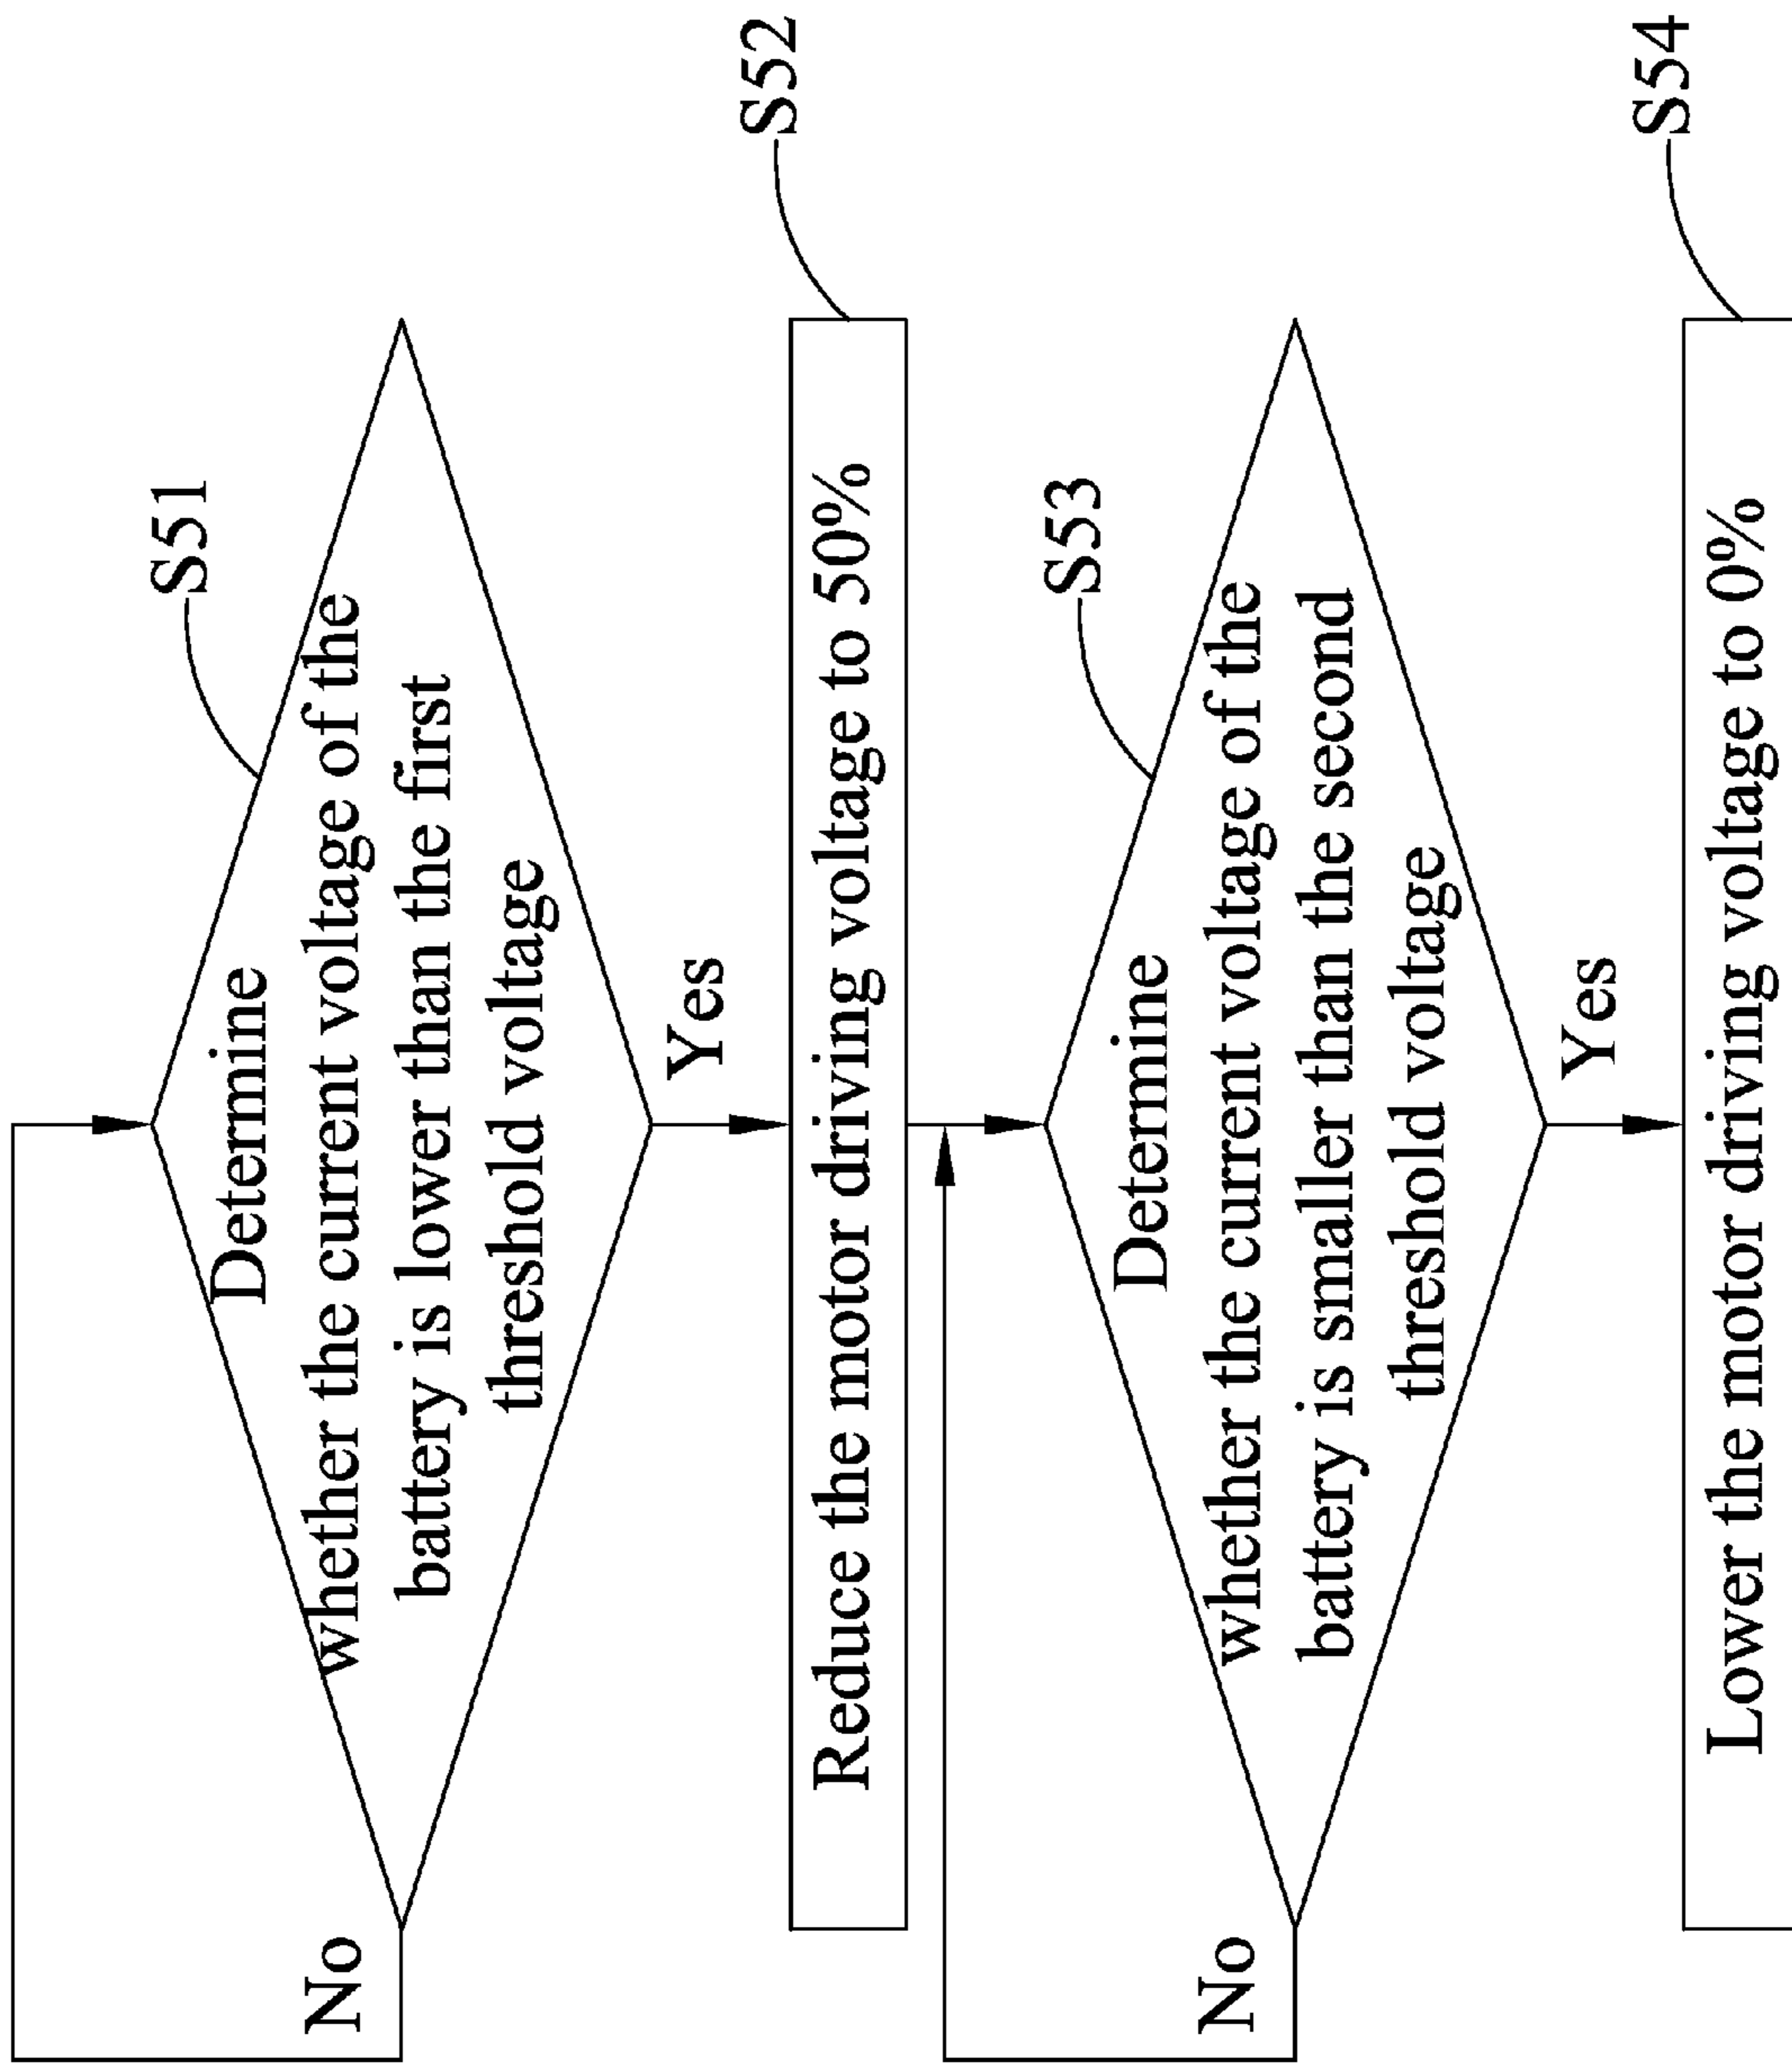 S51
Determine
whether the current voltage of the
battery is lower than the first
threshold voltage
No
Yes
S52
Reduce the motor driving voltage to 50%
S53
Determine
whether the current voltage of the
battery is smaller than the second
threshold voltage
No
Yes
S54
Lower the motor driving voltage to 0%